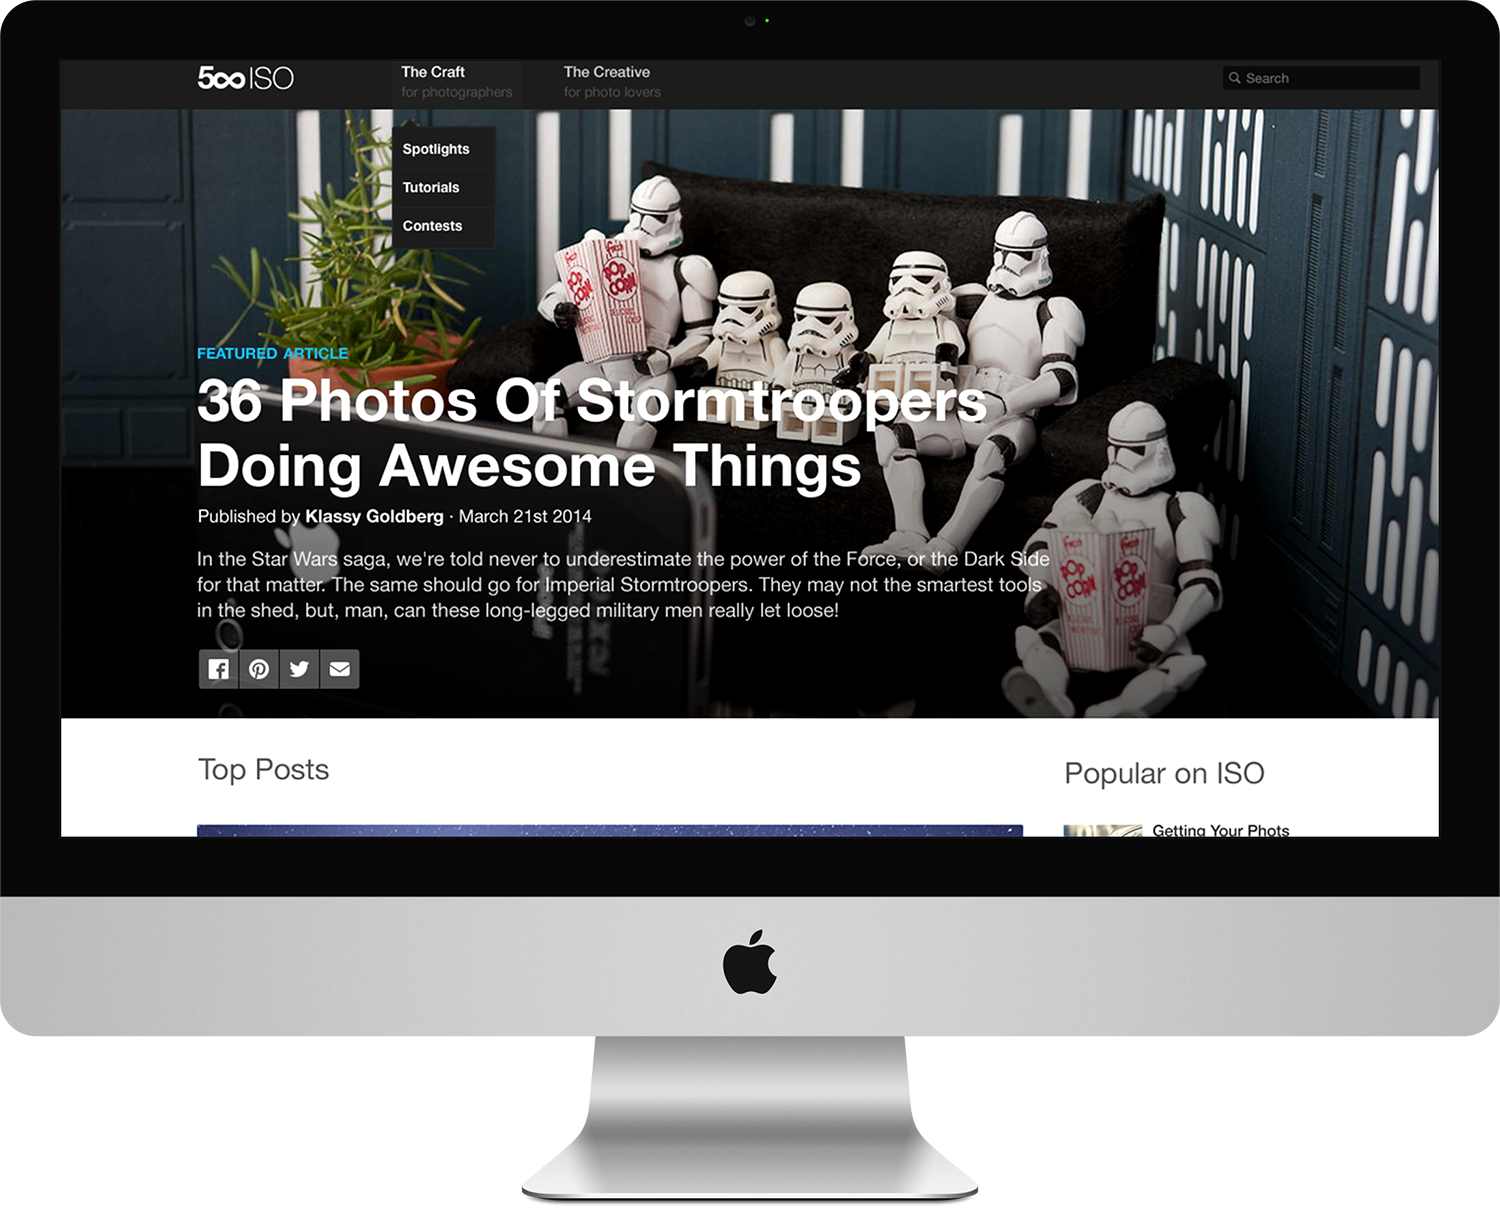 500 ISO
The Craft
for photographers
The Creative
for photo lovers
Search
Spotlights
Tutorials
Contests
POP
CORN
POP
CORN
FEATURED ARTICLE
36 Photos Of Stormtroopers
Doing Awesome Things
Published by Klassy Goldberg · March 21st 2014
In the Star Wars saga, we're told never to underestimate the power of the Force, or the Dark Side
for that matter. The same should go for Imperial Stormtroopers. They may not the smartest tools
in the shed, but, man, can these long-legged military men really let loose!
POP
CORN
POP
CORN
Top Posts
Popular on ISO
Getting Your Phots